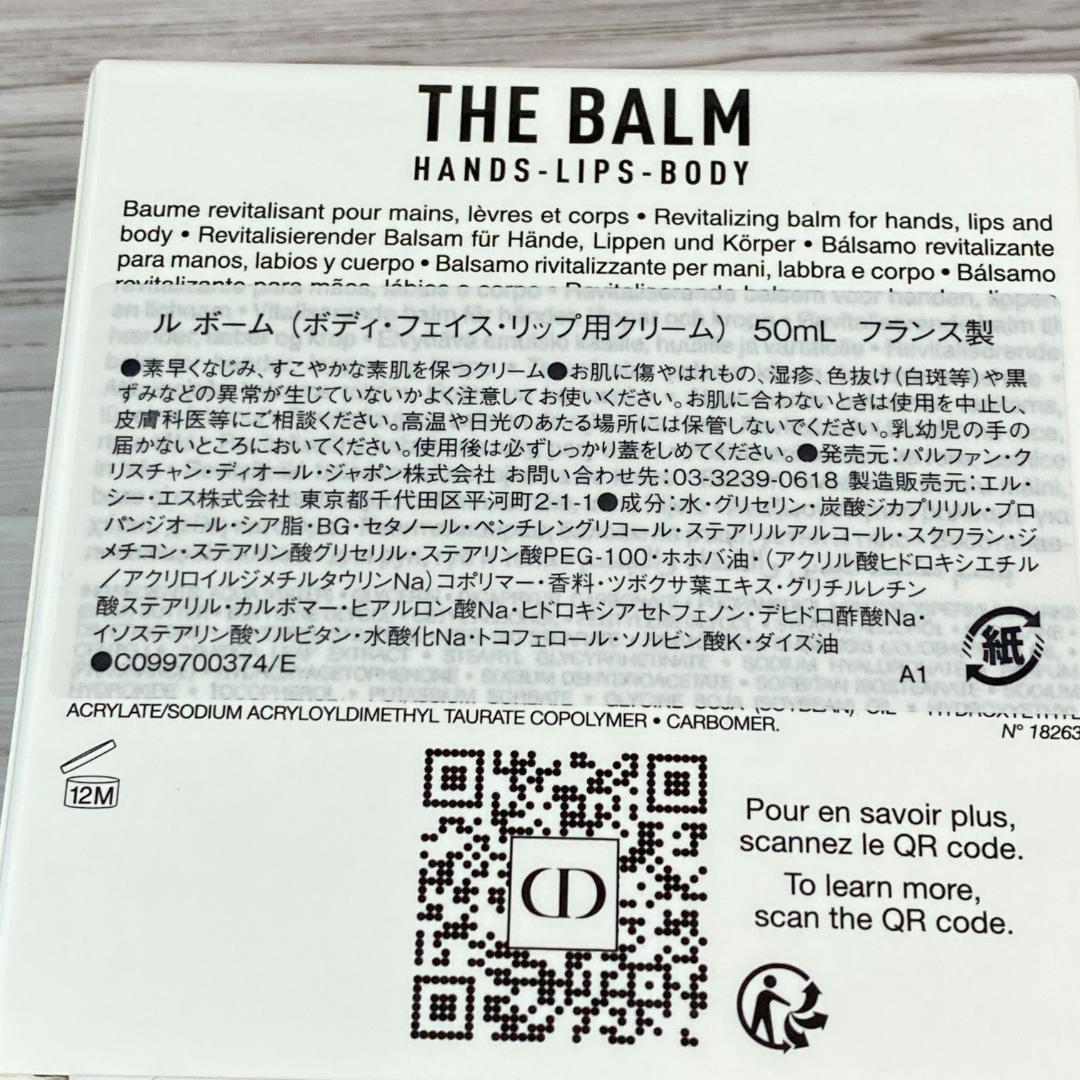 THE BALM
HANDS-LIPS-BODY
Baume revitalisant pour mains, lèvres et corps • Revitalizing balm for hands, lips and
body • Revitalisierender Balsam für Hände, Lippen und Körper • Bálsamo revitalizante
para manos, labios y cuerpo • Balsamo rivitalizzante per mani, labbra e corpo • Bálsamo
ル ボーム（ボディ・フェイス・リップ用クリーム） 50mL フランス製
●素早くなじみ、すこやかな素肌を保つクリーム●お肌に傷やはれもの、湿疹、色抜け(白斑等)や黒
ずみなどの異常が生じていないかよく注意してお使いください。お肌に合わないときは使用を中止し、
皮膚科医等にご相談ください。高温や日光のあたる場所には保管しないでください。乳幼児の手の
届かないところにおいてください。使用後は必ずしっかり蓋をしめてください。●発売元：パルファン・ク
リスチャン・ディオール・ジャポン株式会社 お問い合わせ先：03-3239-0618 製造販売元：エル・
シー・エス株式会社 東京都千代田区平河町2-1-1●成分：水・グリセリン・炭酸ジカプリリル・プロ
パンジオール・シア脂・BG・セタノール・ペンチレングリコール・ステアリルアルコール・スクワラン・ジ
メチコン・ステアリン酸グリセリル・ステアリン酸PEG-100・ホホバ油・（アクリル酸ヒドロキシエチル
／アクリロイルジメチルタウリンNa）コポリマー・香料・ツボクサ葉エキス・グリチルレチン
酸ステアリル・カルボマー・ヒアルロン酸Na・ヒドロキシアセトフェノン・デヒドロ酢酸Na・
イソステアリン酸ソルビタン・水酸化Na・トコフェロール・ソルビン酸K・ダイズ油
●C099700374/E
A1
紙
ACRYLATE/SODIUM ACRYLOYLDIMETHYL TAURATE COPOLYMER • CARBOMER.
N° 18263
12M
CD
Pour en savoir plus,
scannez le QR code.
To learn more,
scan the QR code.